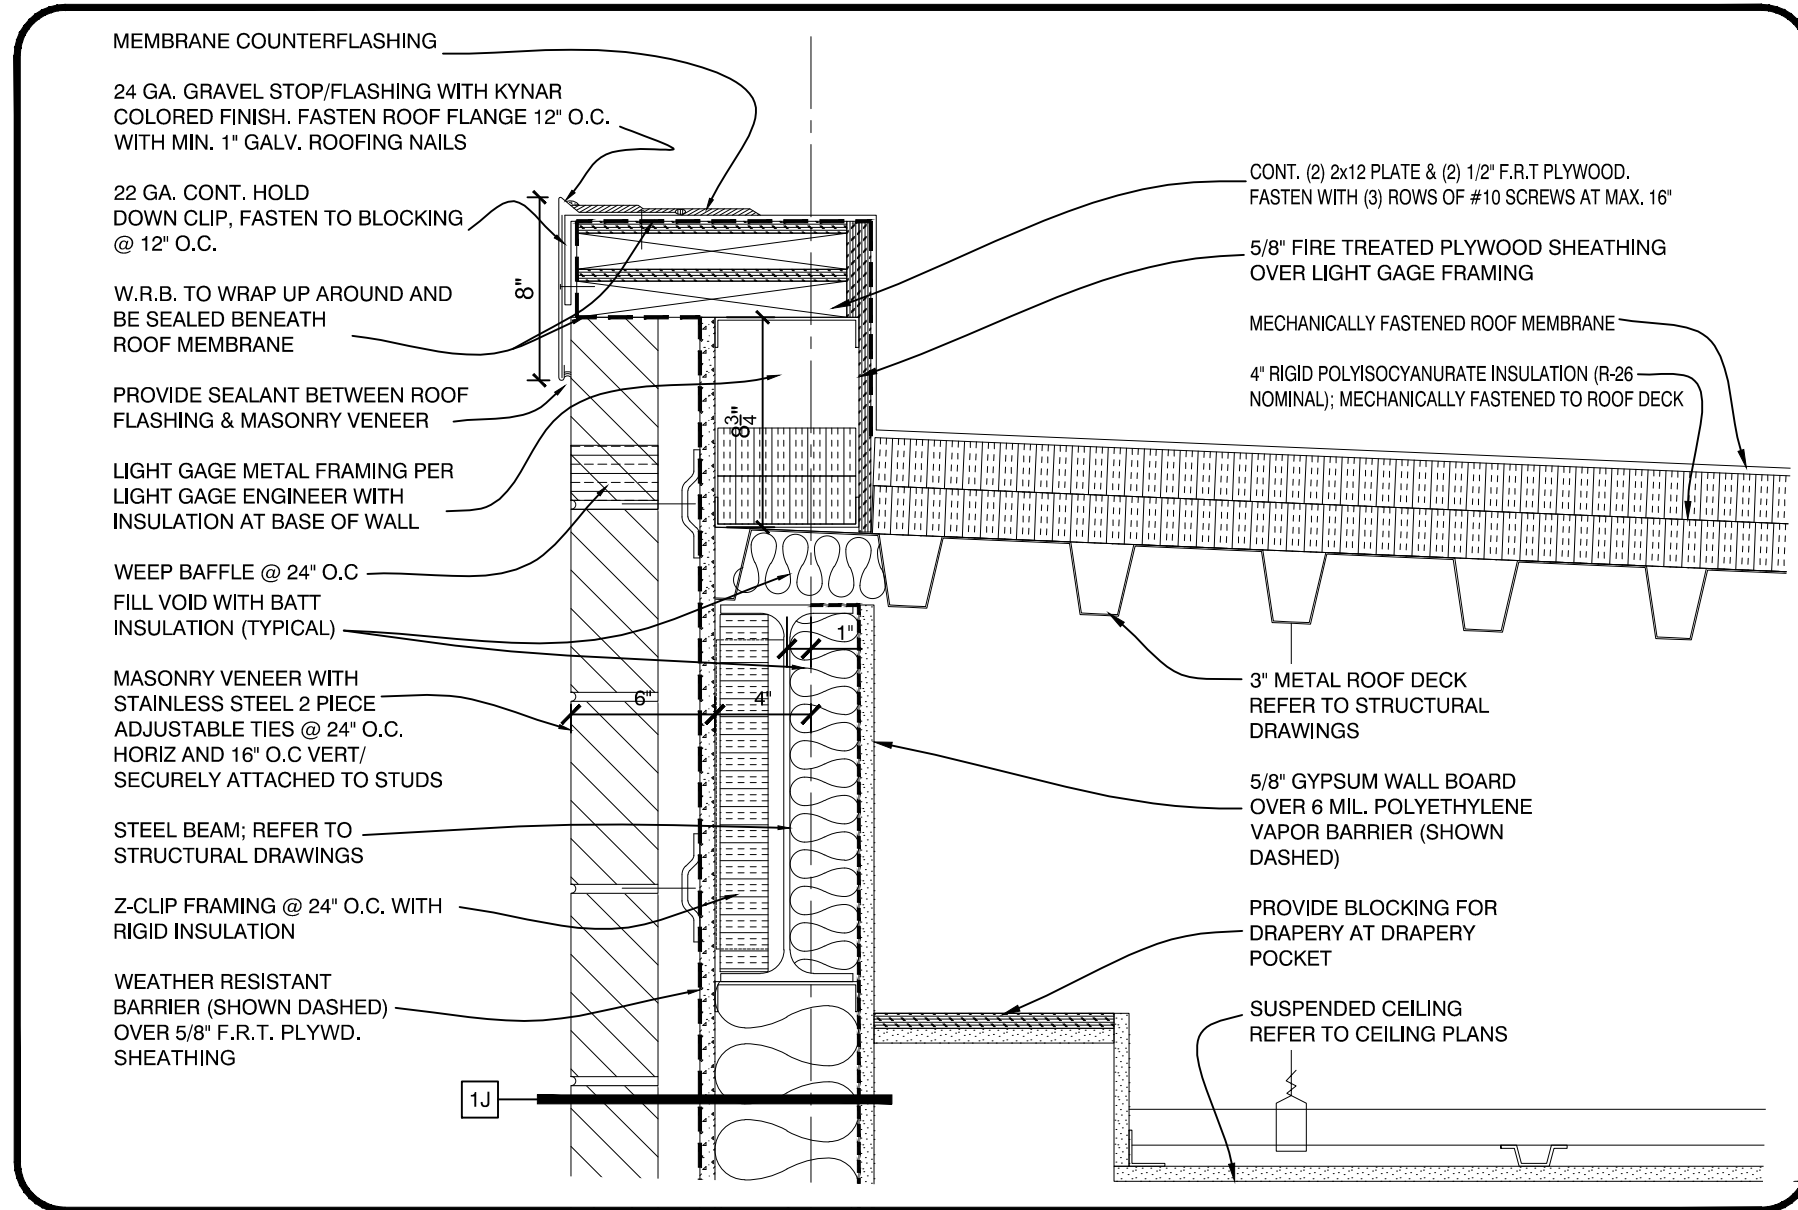 MEMBRANE COUNTERFLASHING
24 GA. GRAVEL STOP/FLASHING WITH KYNAR
COLORED FINISH. FASTEN ROOF FLANGE 12" O.C.
WITH MIN. 1" GALV. ROOFING NAILS
22 GA. CONT. HOLD
DOWN CLIP, FASTEN TO BLOCKING
@ 12" O.C.
W.R.B. TO WRAP UP AROUND AND
BE SEALED BENEATH
ROOF MEMBRANE
PROVIDE SEALANT BETWEEN ROOF
FLASHING & MASONRY VENEER
LIGHT GAGE METAL FRAMING PER
LIGHT GAGE ENGINEER WITH
INSULATION AT BASE OF WALL
WEEP BAFFLE @ 24" O.C
FILL VOID WITH BATT
INSULATION (TYPICAL)
MASONRY VENEER WITH
STAINLESS STEEL 2 PIECE
ADJUSTABLE TIES @ 24" O.C.
HORIZ AND 16" O.C VERT/
SECURELY ATTACHED TO STUDS
STEEL BEAM; REFER TO
STRUCTURAL DRAWINGS
Z-CLIP FRAMING @ 24" O.C. WITH
RIGID INSULATION
WEATHER RESISTANT
BARRIER (SHOWN DASHED)
OVER 5/8" F.R.T. PLYWD.
SHEATHING
1J
8"
8 3/4"
1"
6"
4"
CONT. (2) 2x12 PLATE & (2) 1/2" F.R.T PLYWOOD.
FASTEN WITH (3) ROWS OF #10 SCREWS AT MAX. 16"
5/8" FIRE TREATED PLYWOOD SHEATHING
OVER LIGHT GAGE FRAMING
MECHANICALLY FASTENED ROOF MEMBRANE
4" RIGID POLYISOCYANURATE INSULATION (R-26
NOMINAL); MECHANICALLY FASTENED TO ROOF DECK
3" METAL ROOF DECK
REFER TO STRUCTURAL
DRAWINGS
5/8" GYPSUM WALL BOARD
OVER 6 MIL. POLYETHYLENE
VAPOR BARRIER (SHOWN
DASHED)
PROVIDE BLOCKING FOR
DRAPERY AT DRAPERY
POCKET
SUSPENDED CEILING
REFER TO CEILING PLANS